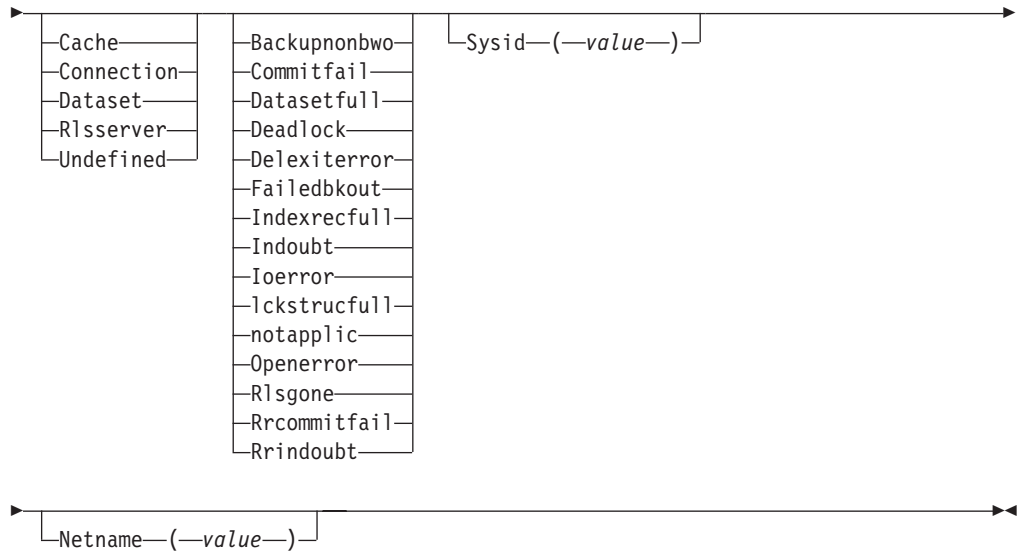 Cache Backupnonbwo Sysid ( value )
Connection Commitfail
Dataset Datasetfull
Rlsserver Deadlock
Undefined Delexiterror
Failedbkout
Indexrecfull
Indoubt
Ioerror
lckstrucfull
notapplic
Openerror
Rlsgone
Rrcommitfail
Rrindoubt
Netname ( value )